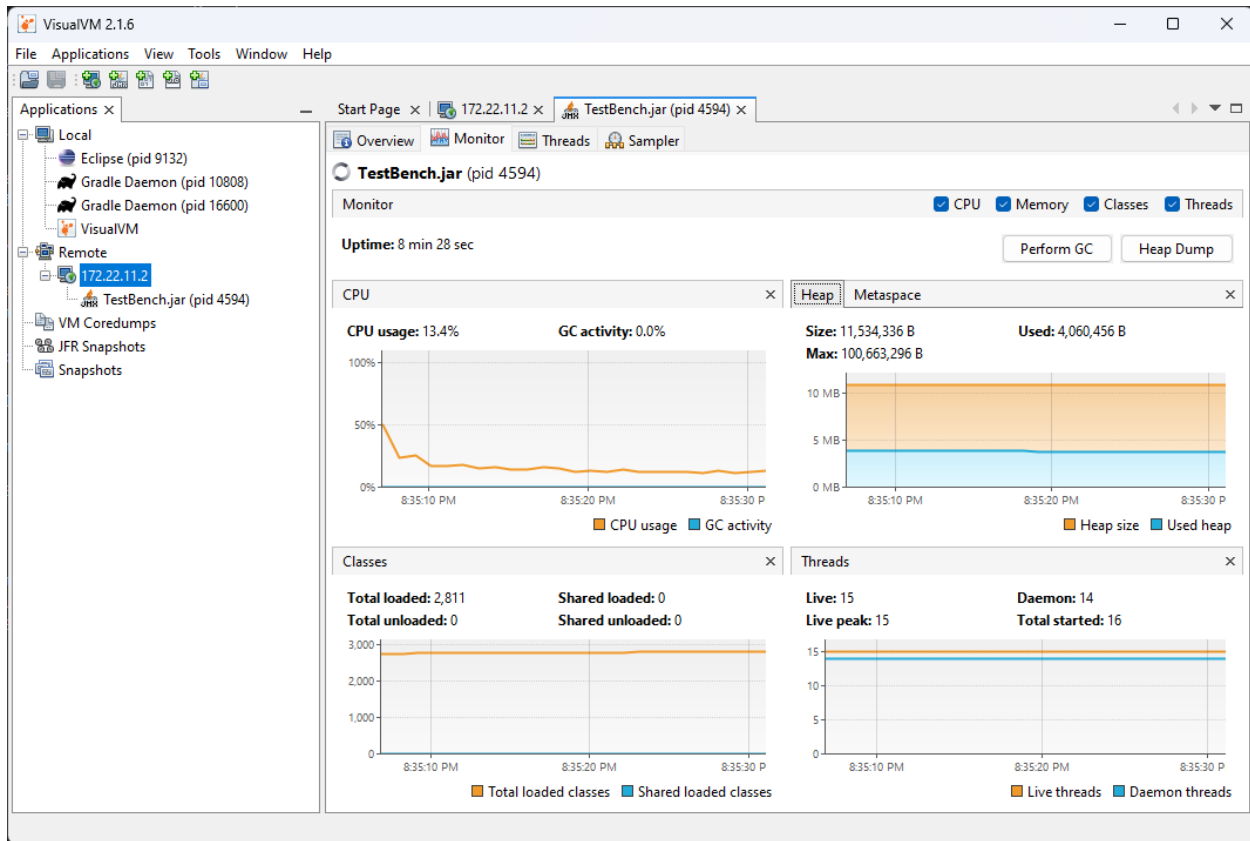 VisualVM 2.1.6
File Applications View Tools Window Help
Applications
Local
Eclipse (pid 9132)
Gradle Daemon (pid 10808)
Gradle Daemon (pid 16600)
VisualVM
Remote
172.22.11.2
TestBench.jar (pid 4594)
VM Coredumps
JFR Snapshots
Snapshots
Start Page 172.22.11.2 JMX TestBench.jar (pid 4594)
Overview Monitor Threads Sampler
TestBench.jar (pid 4594)
Monitor CPU Memory Classes Threads
Uptime: 8 min 28 sec Perform GC Heap Dump
CPU
CPU usage: 13.4% GC activity: 0.0%
100%
50%
0%
8:35:10 PM 8:35:20 PM 8:35:30 P
CPU usage GC activity
Heap Metaspace
Size: 11,534,336 B Used: 4,060,456 B
Max: 100,663,296 B
10 MB
5 MB
0 MB
8:35:10 PM 8:35:20 PM 8:35:30 P
Heap size Used heap
Classes
Total loaded: 2,811 Shared loaded: 0
Total unloaded: 0 Shared unloaded: 0
3,000
2,000
1,000
0
8:35:10 PM 8:35:20 PM 8:35:30 P
Total loaded classes Shared loaded classes
Threads
Live: 15 Daemon: 14
Live peak: 15 Total started: 16
15
10
5
0
8:35:10 PM 8:35:20 PM 8:35:30 P
Live threads Daemon threads